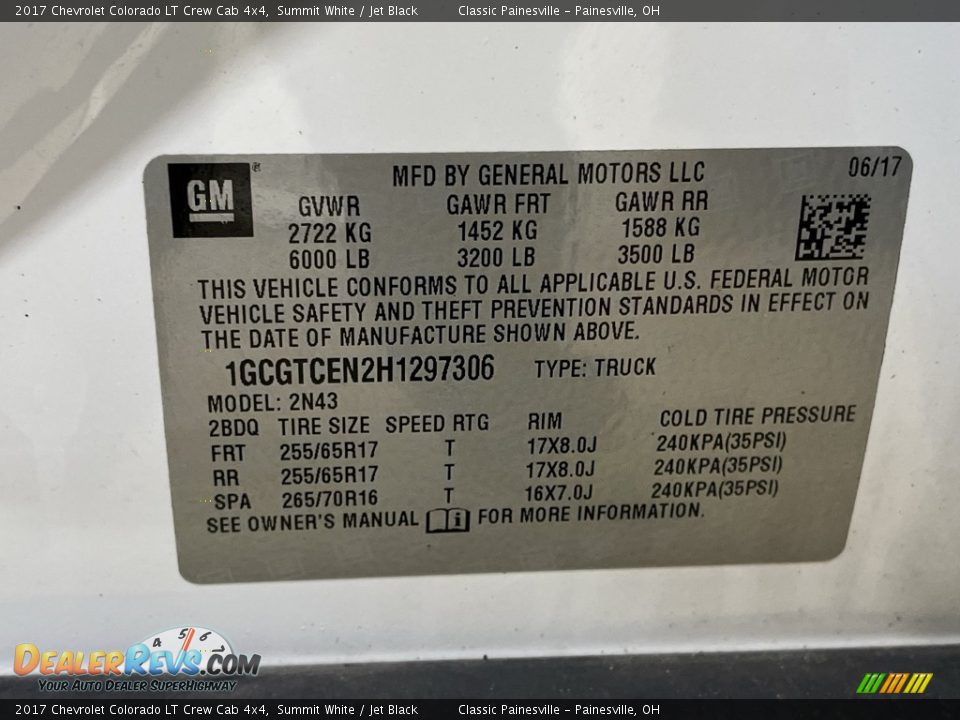 2017 Chevrolet Colorado LT Crew Cab 4x4, Summit White / Jet Black Classic Painesville - Painesville, OH
GM MFD BY GENERAL MOTORS LLC 06/17
GVWR GAWR FRT GAWR RR
2722 KG 1452 KG 1588 KG
6000 LB 3200 LB 3500 LB
THIS VEHICLE CONFORMS TO ALL APPLICABLE U.S. FEDERAL MOTOR
VEHICLE SAFETY AND THEFT PREVENTION STANDARDS IN EFFECT ON
THE DATE OF MANUFACTURE SHOWN ABOVE.
1GCGTCEN2H1297306 TYPE: TRUCK
MODEL: 2N43
2BDQ TIRE SIZE SPEED RTG RIM COLD TIRE PRESSURE
FRT 255/65R17 T 17X8.0J 240KPA(35PSI)
RR 255/65R17 T 17X8.0J 240KPA(35PSI)
SPA 265/70R16 T 16X7.0J 240KPA(35PSI)
SEE OWNER'S MANUAL FOR MORE INFORMATION.
4 5 6
DEALERREVS.COM
YOUR AUTO DEALER SUPERHIGHWAY
2017 Chevrolet Colorado LT Crew Cab 4x4, Summit White / Jet Black Classic Painesville - Painesville, OH